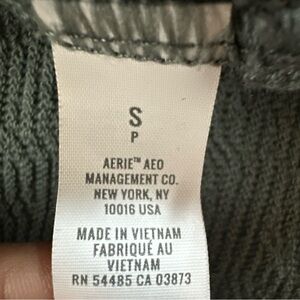 S
P
AERIE™ AEO
MANAGEMENT CO.
NEW YORK, NY
10016 USA
MADE IN VIETNAM
FABRIQUÉ AU
VIETNAM
RN 54485 CA 03873